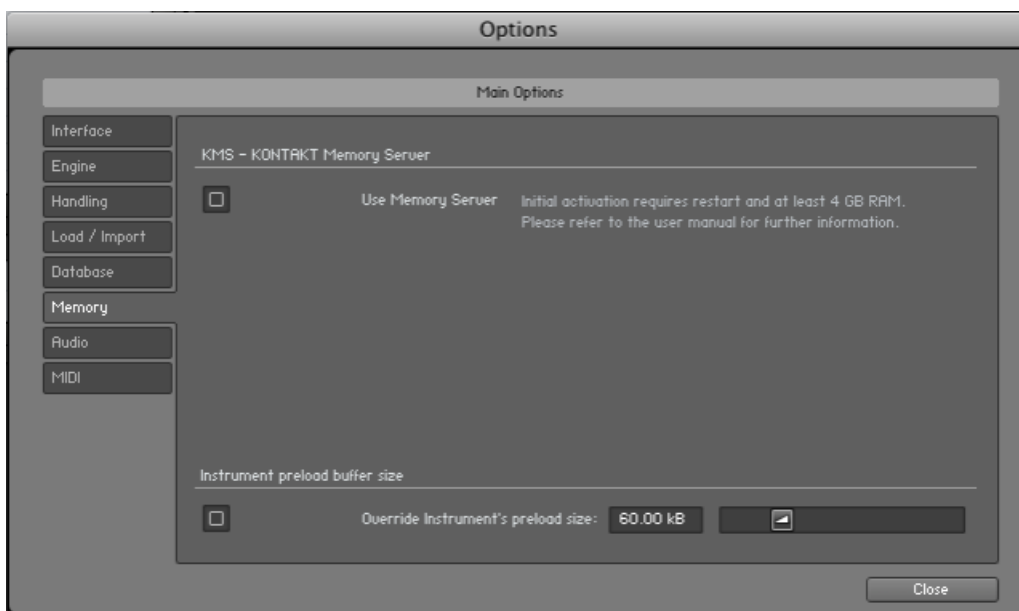 Options
Main Options
Interface
Engine
Handling
Load / Import
Database
Memory
Audio
MIDI
KMS - KONTAKT Memory Server
Use Memory Server
Initial activation requires restart and at least 4 GB RAM.
Please refer to the user manual for further information.
Instrument preload buffer size
Override Instrument's preload size:
60.00 kB
Close